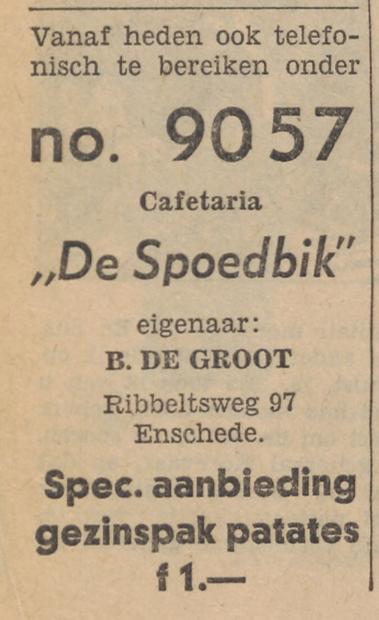 Vanaf heden ook telefo-
nisch te bereiken onder
no. 9057
Cafetaria
„De Spoedbik"
eigenaar:
B. DE GROOT
Ribbeltsweg 97
Enschede.
Spec. aanbieding
gezinspak patates
f 1.—